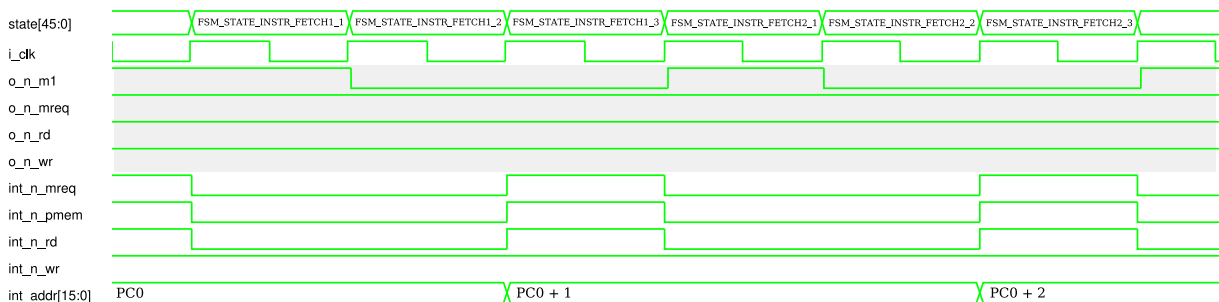 state[45:0] FSM_STATE_INSTR_FETCH1_1 FSM_STATE_INSTR_FETCH1_2 FSM_STATE_INSTR_FETCH1_3 FSM_STATE_INSTR_FETCH2_1 FSM_STATE_INSTR_FETCH2_2 FSM_STATE_INSTR_FETCH2_3
i_clk
o_n_m1
o_n_mreq
o_n_rd
o_n_wr
int_n_mreq
int_n_pmem
int_n_rd
int_n_wr
int_addr[15:0] PC0 PC0 + 1 PC0 + 2